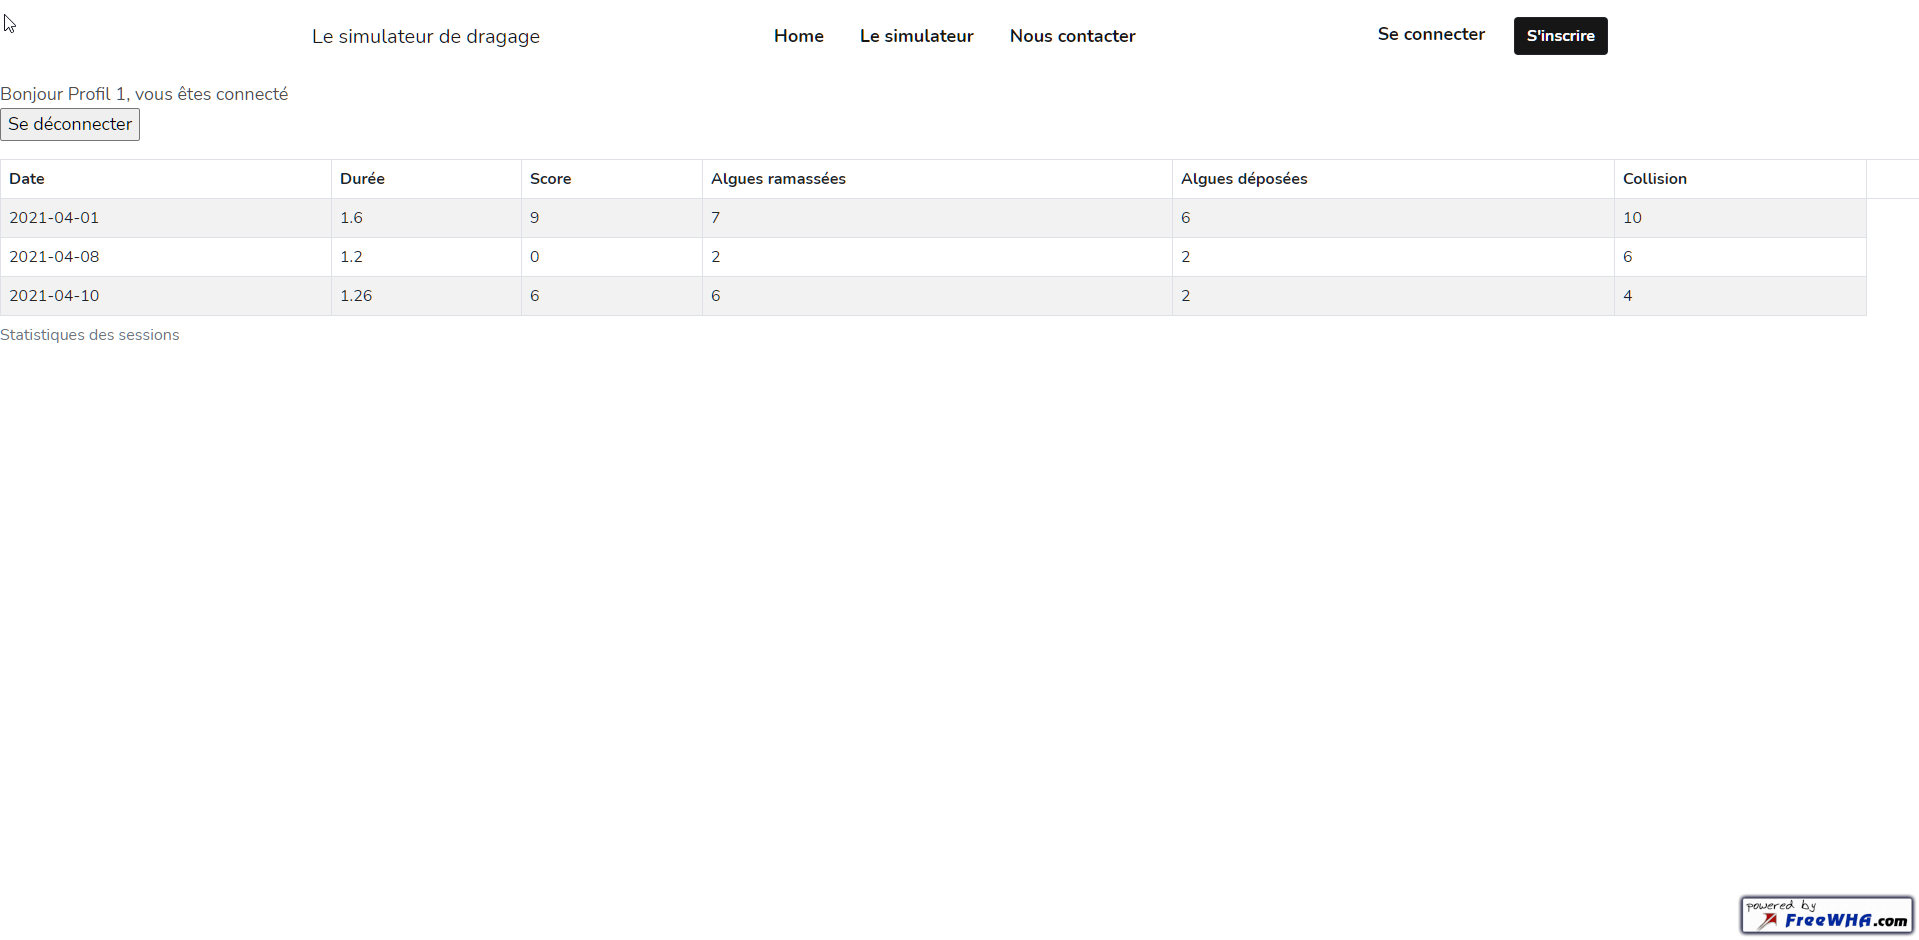 Le simulateur de dragage Home Le simulateur Nous contacter Se connecter S'inscrire
Bonjour Profil 1, vous êtes connecté
Se déconnecter
Date Durée Score Algues ramassées Algues déposées Collision
2021-04-01 1.6 9 7 6 10
2021-04-08 1.2 0 2 2 6
2021-04-10 1.26 6 6 2 4
Statistiques des sessions
powered by
FreeWHA.com